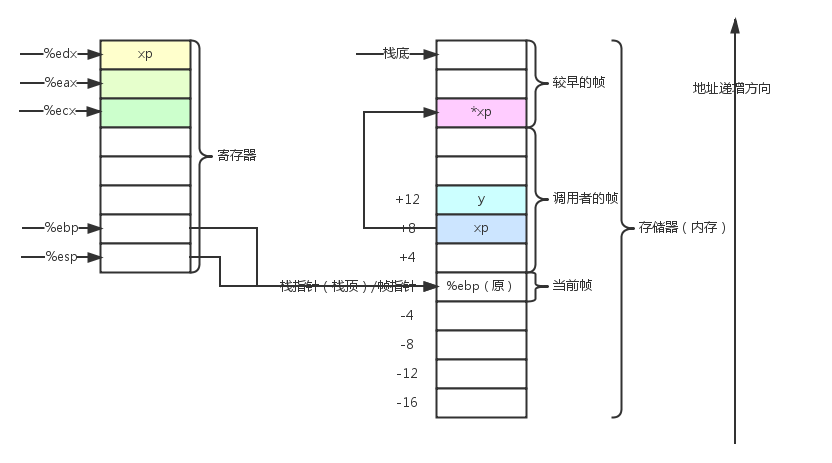 %edx
xp
%eax
%ecx
寄存器
%ebp
%esp
栈底
较早的帧
*xp
+12
y
调用者的帧
+8
xp
+4
栈指针（栈顶）/帧指针
%ebp（原）
当前帧
-4
-8
-12
-16
存储器（内存）
地址递增方向